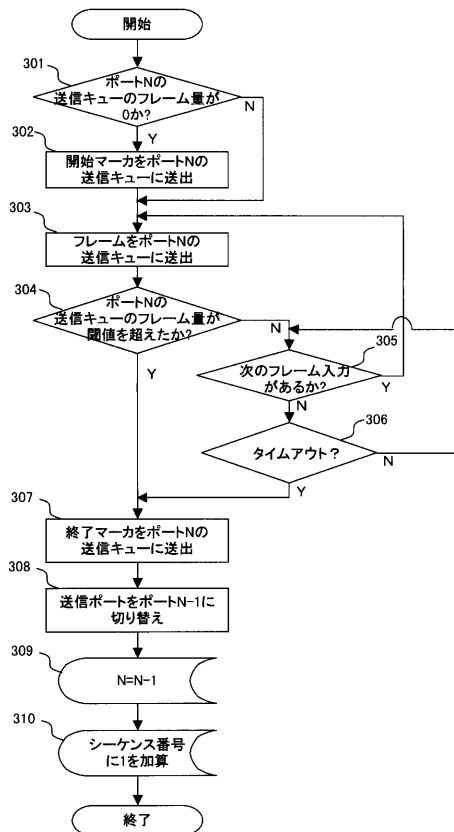 開始
301
ポートNの
送信キューのフレーム量が
0か?
N
Y
302
開始マーカをポートNの
送信キューに送出
303
フレームをポートNの
送信キューに送出
304
ポートNの
送信キューのフレーム量が
閾値を超えたか?
N
Y
305
次のフレーム入力
があるか?
Y
N
306
タイムアウト?
N
Y
307
終了マーカをポートNの
送信キューに送出
308
送信ポートをポートN-1に
切り替え
309
N=N-1
310
シーケンス番号
に1を加算
終了